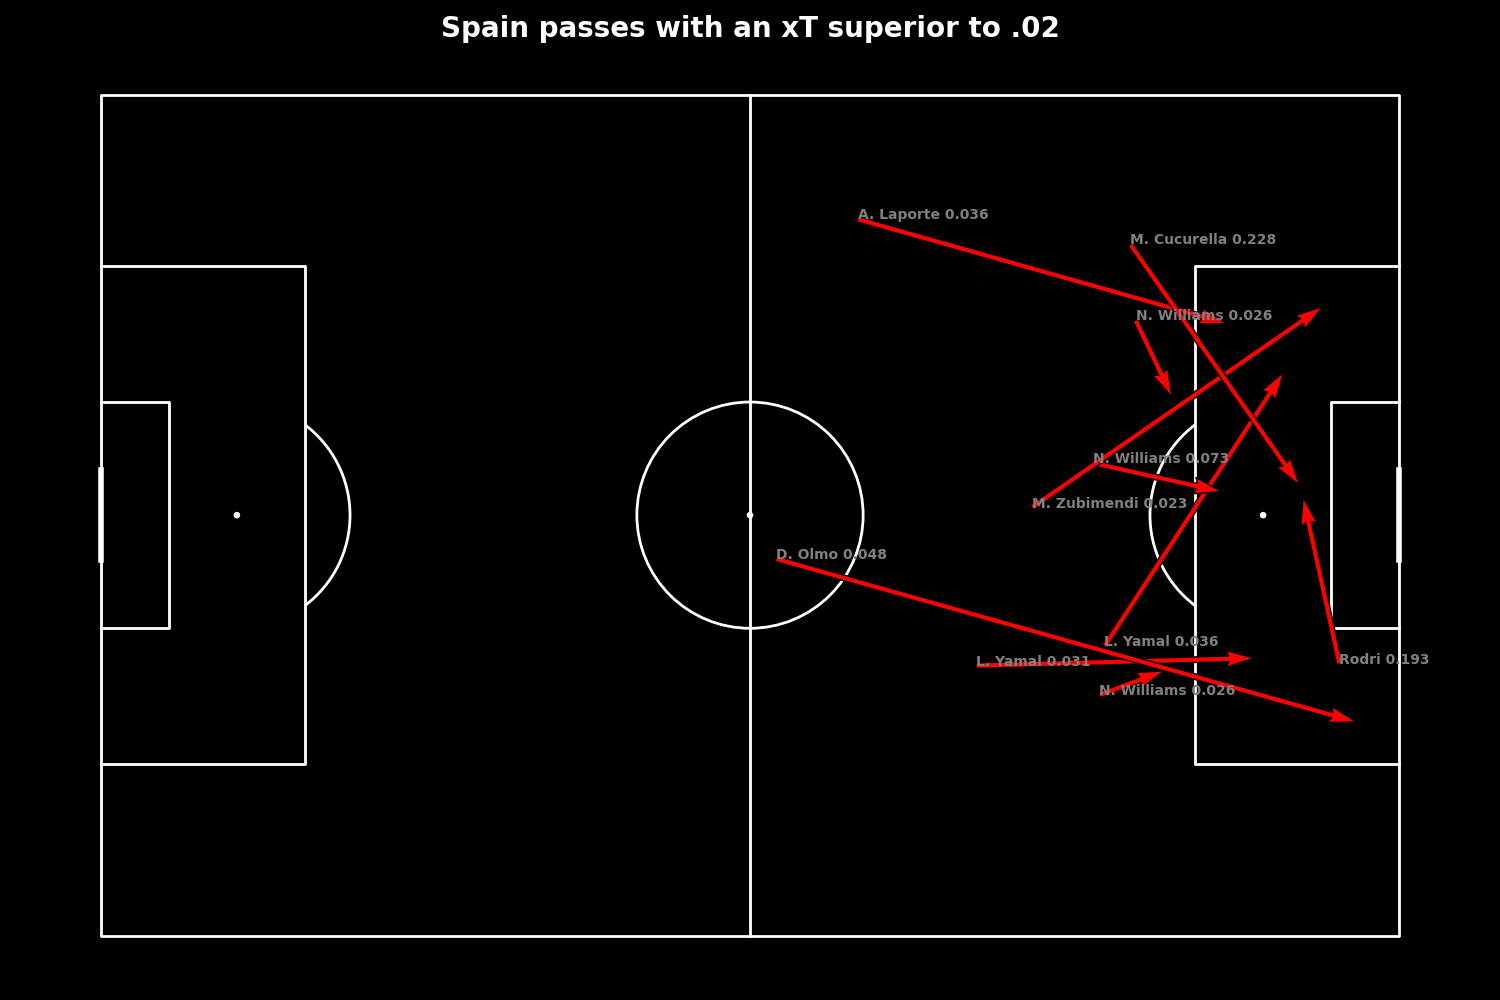 Spain passes with an xT superior to .02
A. Laporte 0.036
M. Cucurella 0.228
N. Williams 0.026
N. Williams 0.073
M. Zubimendi 0.023
D. Olmo 0.048
L. Yamal 0.036
L. Yamal 0.031
Rodri 0.193
N. Williams 0.026